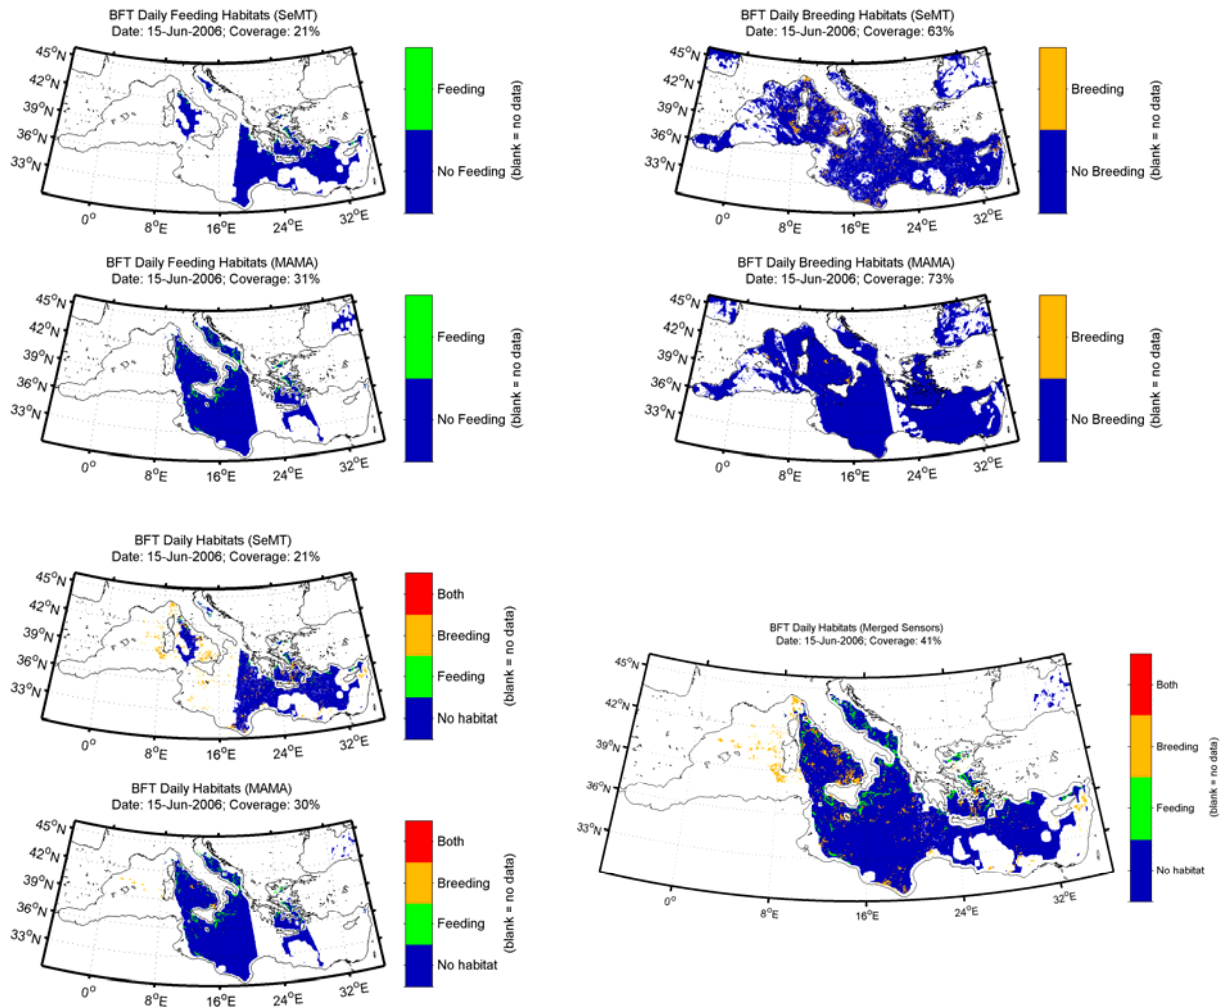 BFT Daily Feeding Habitats (SeMT)
Date: 15-Jun-2006; Coverage: 21%
45°N
42°N
39°N
36°N
33°N
0°
8°E
16°E
24°E
32°E
Feeding
No Feeding
(blank = no data)
BFT Daily Breeding Habitats (SeMT)
Date: 15-Jun-2006; Coverage: 63%
45°N
42°N
39°N
36°N
33°N
0°
8°E
16°E
24°E
32°E
Breeding
No Breeding
(blank = no data)
BFT Daily Feeding Habitats (MAMA)
Date: 15-Jun-2006; Coverage: 31%
45°N
42°N
39°N
36°N
33°N
0°
8°E
16°E
24°E
32°E
Feeding
No Feeding
(blank = no data)
BFT Daily Breeding Habitats (MAMA)
Date: 15-Jun-2006; Coverage: 73%
45°N
42°N
39°N
36°N
33°N
0°
8°E
16°E
24°E
32°E
Breeding
No Breeding
(blank = no data)
BFT Daily Habitats (SeMT)
Date: 15-Jun-2006; Coverage: 21%
45°N
42°N
39°N
36°N
33°N
0°
8°E
16°E
24°E
32°E
Both
Breeding
Feeding
No habitat
(blank = no data)
BFT Daily Habitats (MAMA)
Date: 15-Jun-2006; Coverage: 30%
45°N
42°N
39°N
36°N
33°N
0°
8°E
16°E
24°E
32°E
Both
Breeding
Feeding
No habitat
(blank = no data)
BFT Daily Habitats (Merged Sensors)
Date: 15-Jun-2006; Coverage: 41%
45°N
42°N
39°N
36°N
33°N
0°
8°E
16°E
24°E
32°E
Both
Breeding
Feeding
No habitat
(blank = no data)